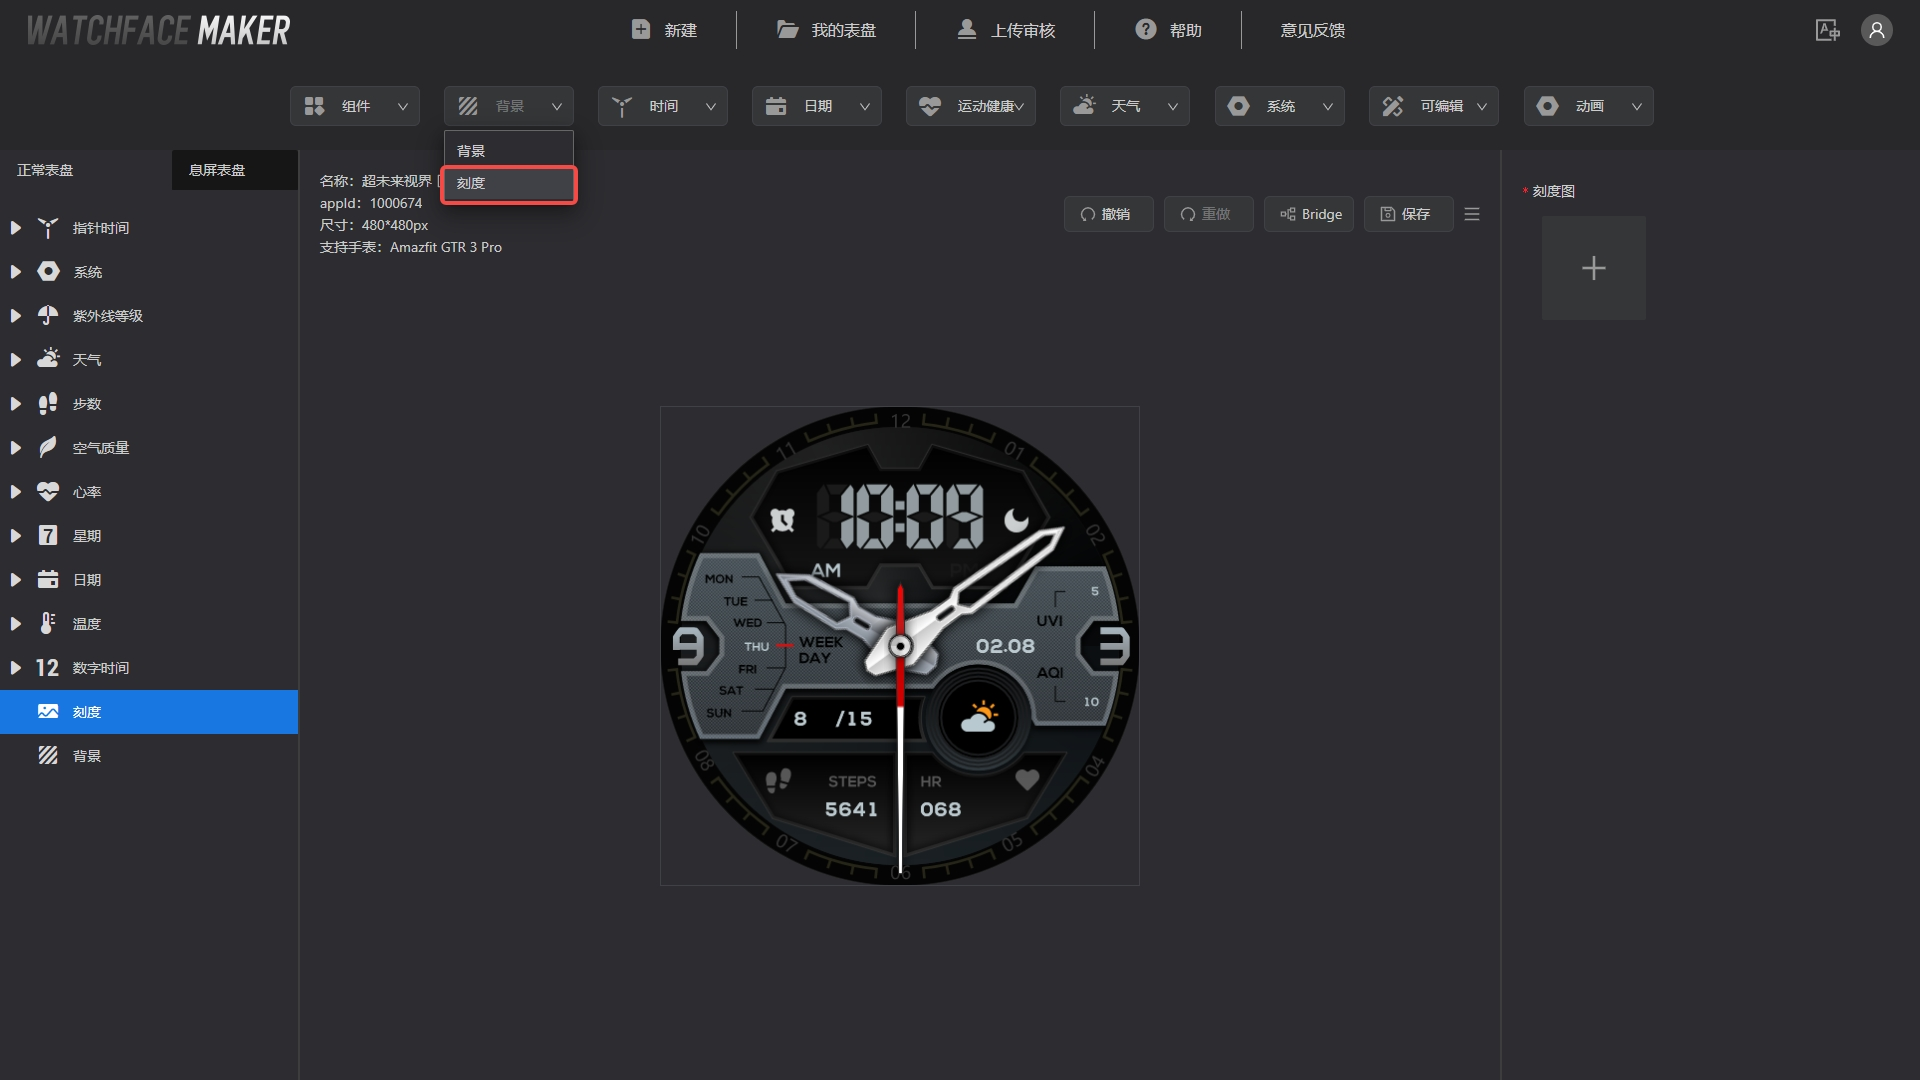 WATCHFACE MAKER
新建
我的表盘
上传审核
帮助
意见反馈
组件
背景
时间
日期
运动健康
天气
系统
可编辑
动画
背景
刻度
正常表盘
息屏表盘
指针时间
系统
紫外线等级
天气
步数
空气质量
心率
7 星期
日期
温度
12 数字时间
刻度
背景
名称：超未来视界
appId：1000674
尺寸：480*480px
支持手表：Amazfit GTR 3 Pro
撤销
重做
Bridge
保存
* 刻度图
12
11
01
10
02
10:09
AM
MON
TUE
WED
THU
FRI
SAT
SUN
WEEK
DAY
9
3
5
UVI
02.08
AQI
10
8 /15
08
04
STEPS
HR
5641
068
07
05
06